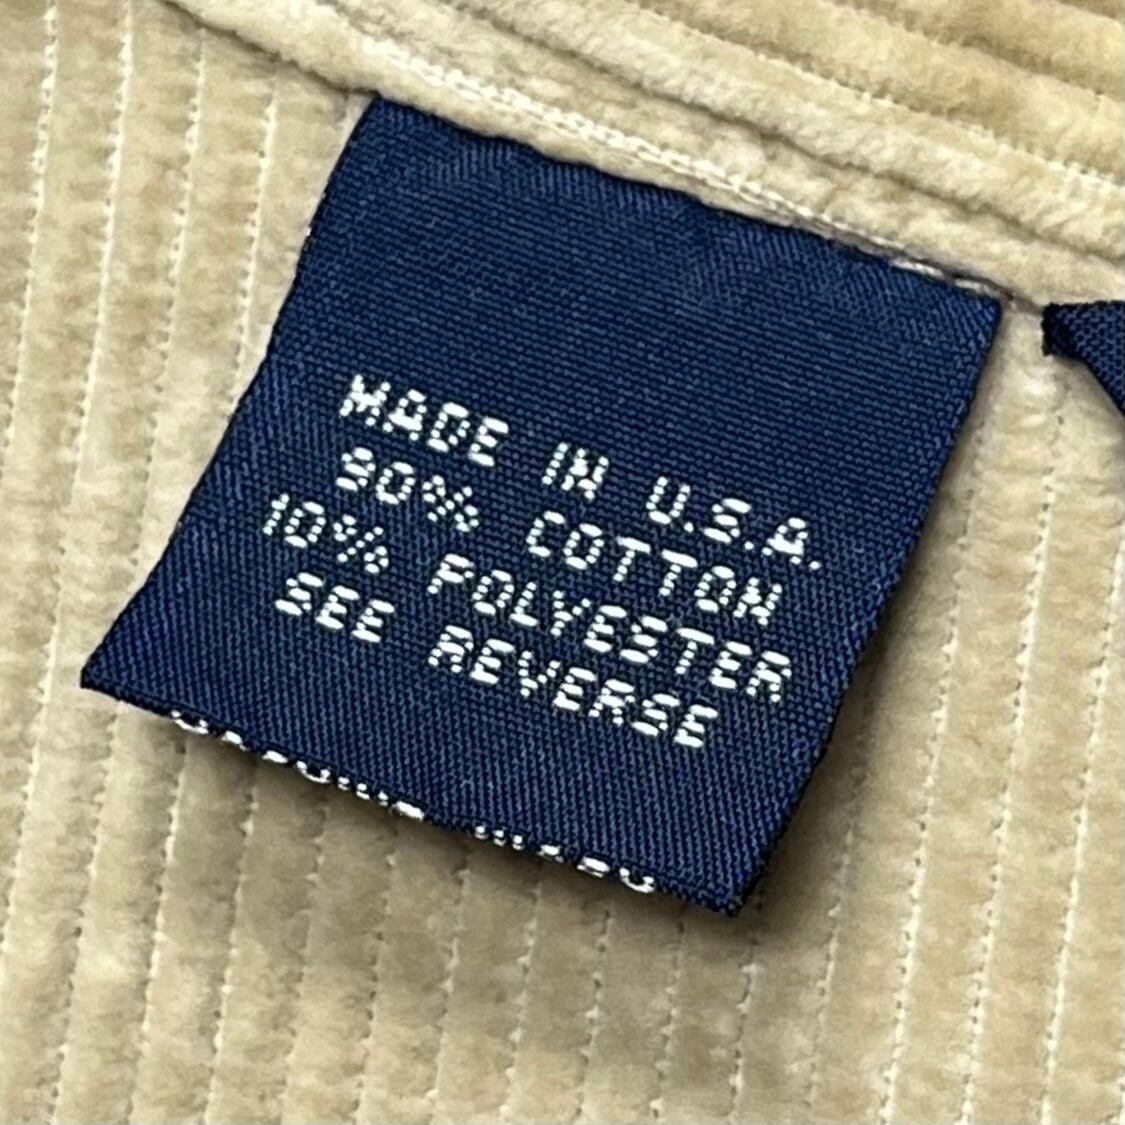 MADE IN U.S.A.
90% COTTON
10% POLYESTER
SEE REVERSE